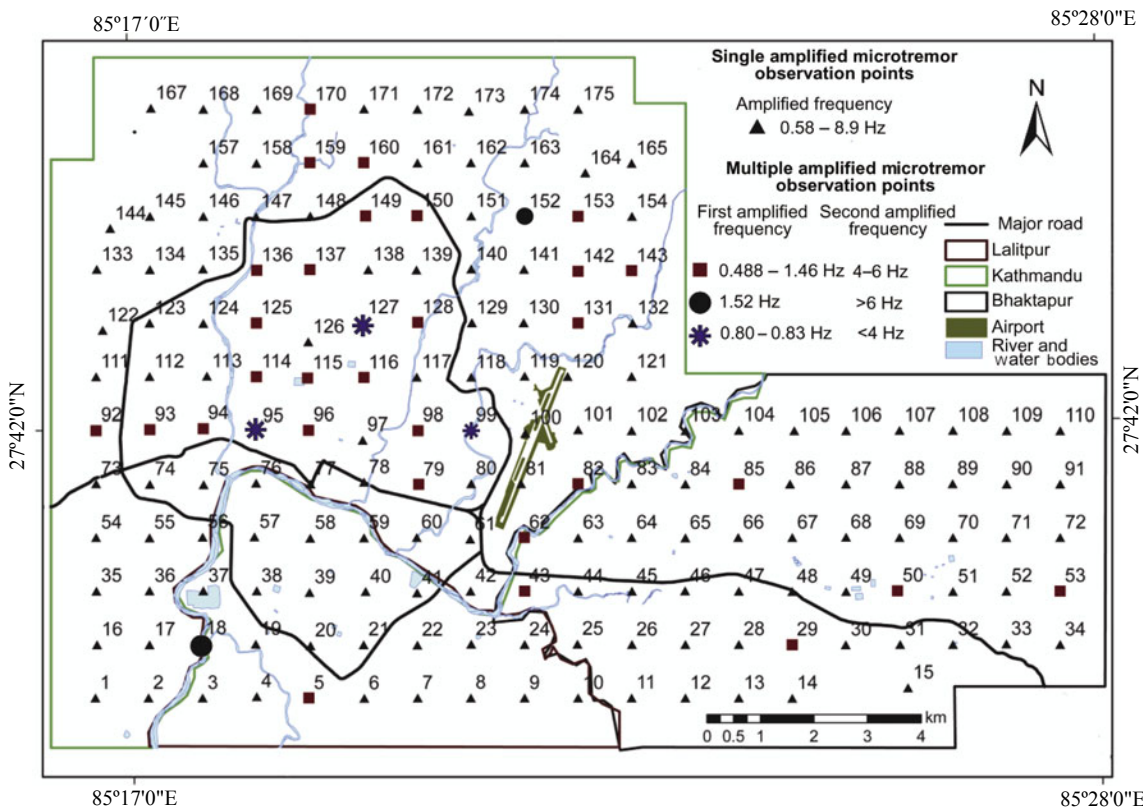 85°17´0˝E 85°28'0"E
Single amplified microtremor
observation points
Amplified frequency
0.58 – 8.9 Hz
Multiple amplified microtremor
observation points
First amplified
frequency
Second amplified
frequency
0.488 – 1.46 Hz 4–6 Hz
1.52 Hz >6 Hz
0.80 – 0.83 Hz <4 Hz
N
Major road
Lalitpur
Kathmandu
Bhaktapur
Airport
River and
water bodies
167 168 169 170 171 172 173 174 175
157 158 159 160 161 162 163 164 165
144 145 146 147 148 149 150 151 152 153 154
133 134 135 136 137 138 139 140 141 142 143
122 123 124 125 126 127 128 129 130 131 132
111 112 113 114 115 116 117 118 119 120 121
92 93 94 95 96 97 98 99 100 101 102 103 104 105 106 107 108 109 110
73 74 75 76 77 78 79 80 81 82 83 84 85 86 87 88 89 90 91
54 55 56 57 58 59 60 61 62 63 64 65 66 67 68 69 70 71 72
35 36 37 38 39 40 41 42 43 44 45 46 47 48 49 50 51 52 53
16 17 18 19 20 21 22 23 24 25 26 27 28 29 30 31 32 33 34
1 2 3 4 5 6 7 8 9 10 11 12 13 14 15
27°42'0"N
27°42'0"N
km
0 0.5 1 2 3 4
85°17'0"E 85°28'0"E